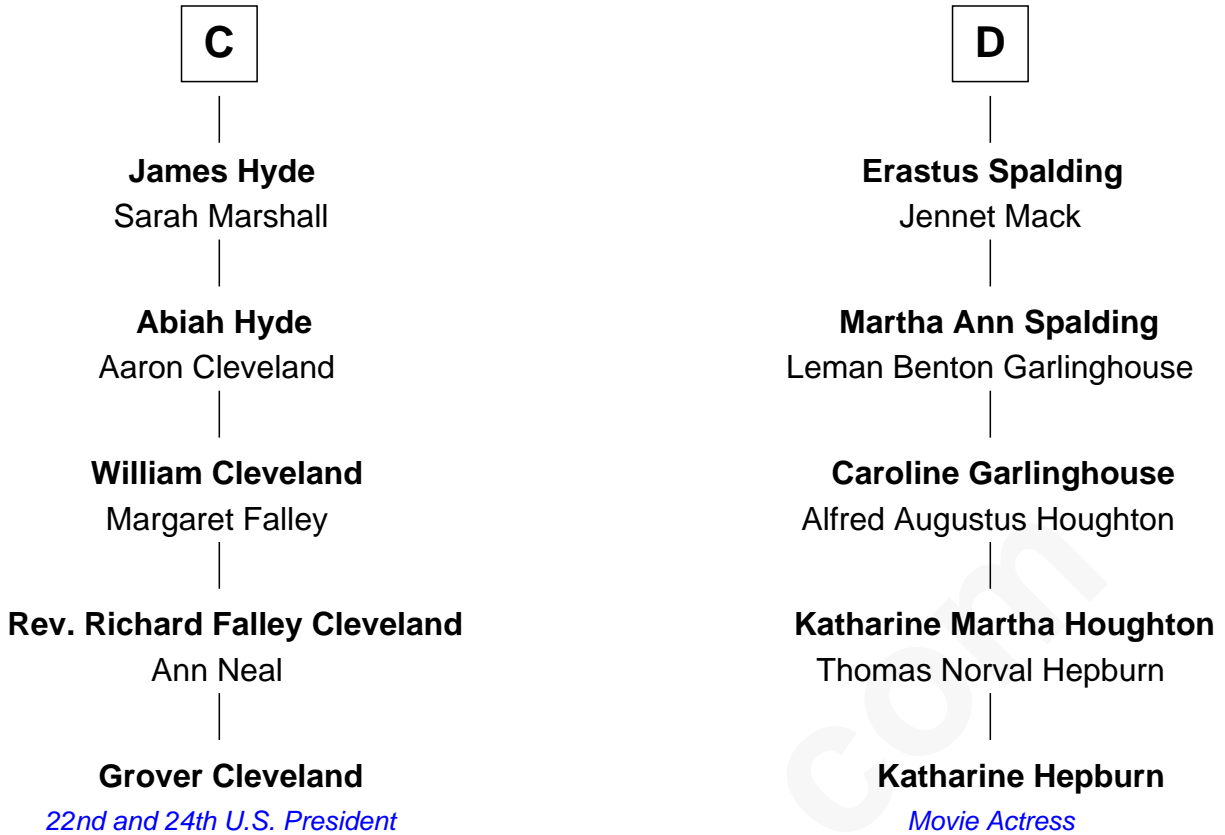 C
James Hyde
Sarah Marshall
Abiah Hyde
Aaron Cleveland
William Cleveland
Margaret Falley
Rev. Richard Falley Cleveland
Ann Neal
Grover Cleveland
22nd and 24th U.S. President
D
Erastus Spalding
Jennet Mack
Martha Ann Spalding
Leman Benton Garlinghouse
Caroline Garlinghouse
Alfred Augustus Houghton
Katharine Martha Houghton
Thomas Norval Hepburn
Katharine Hepburn
Movie Actress
com